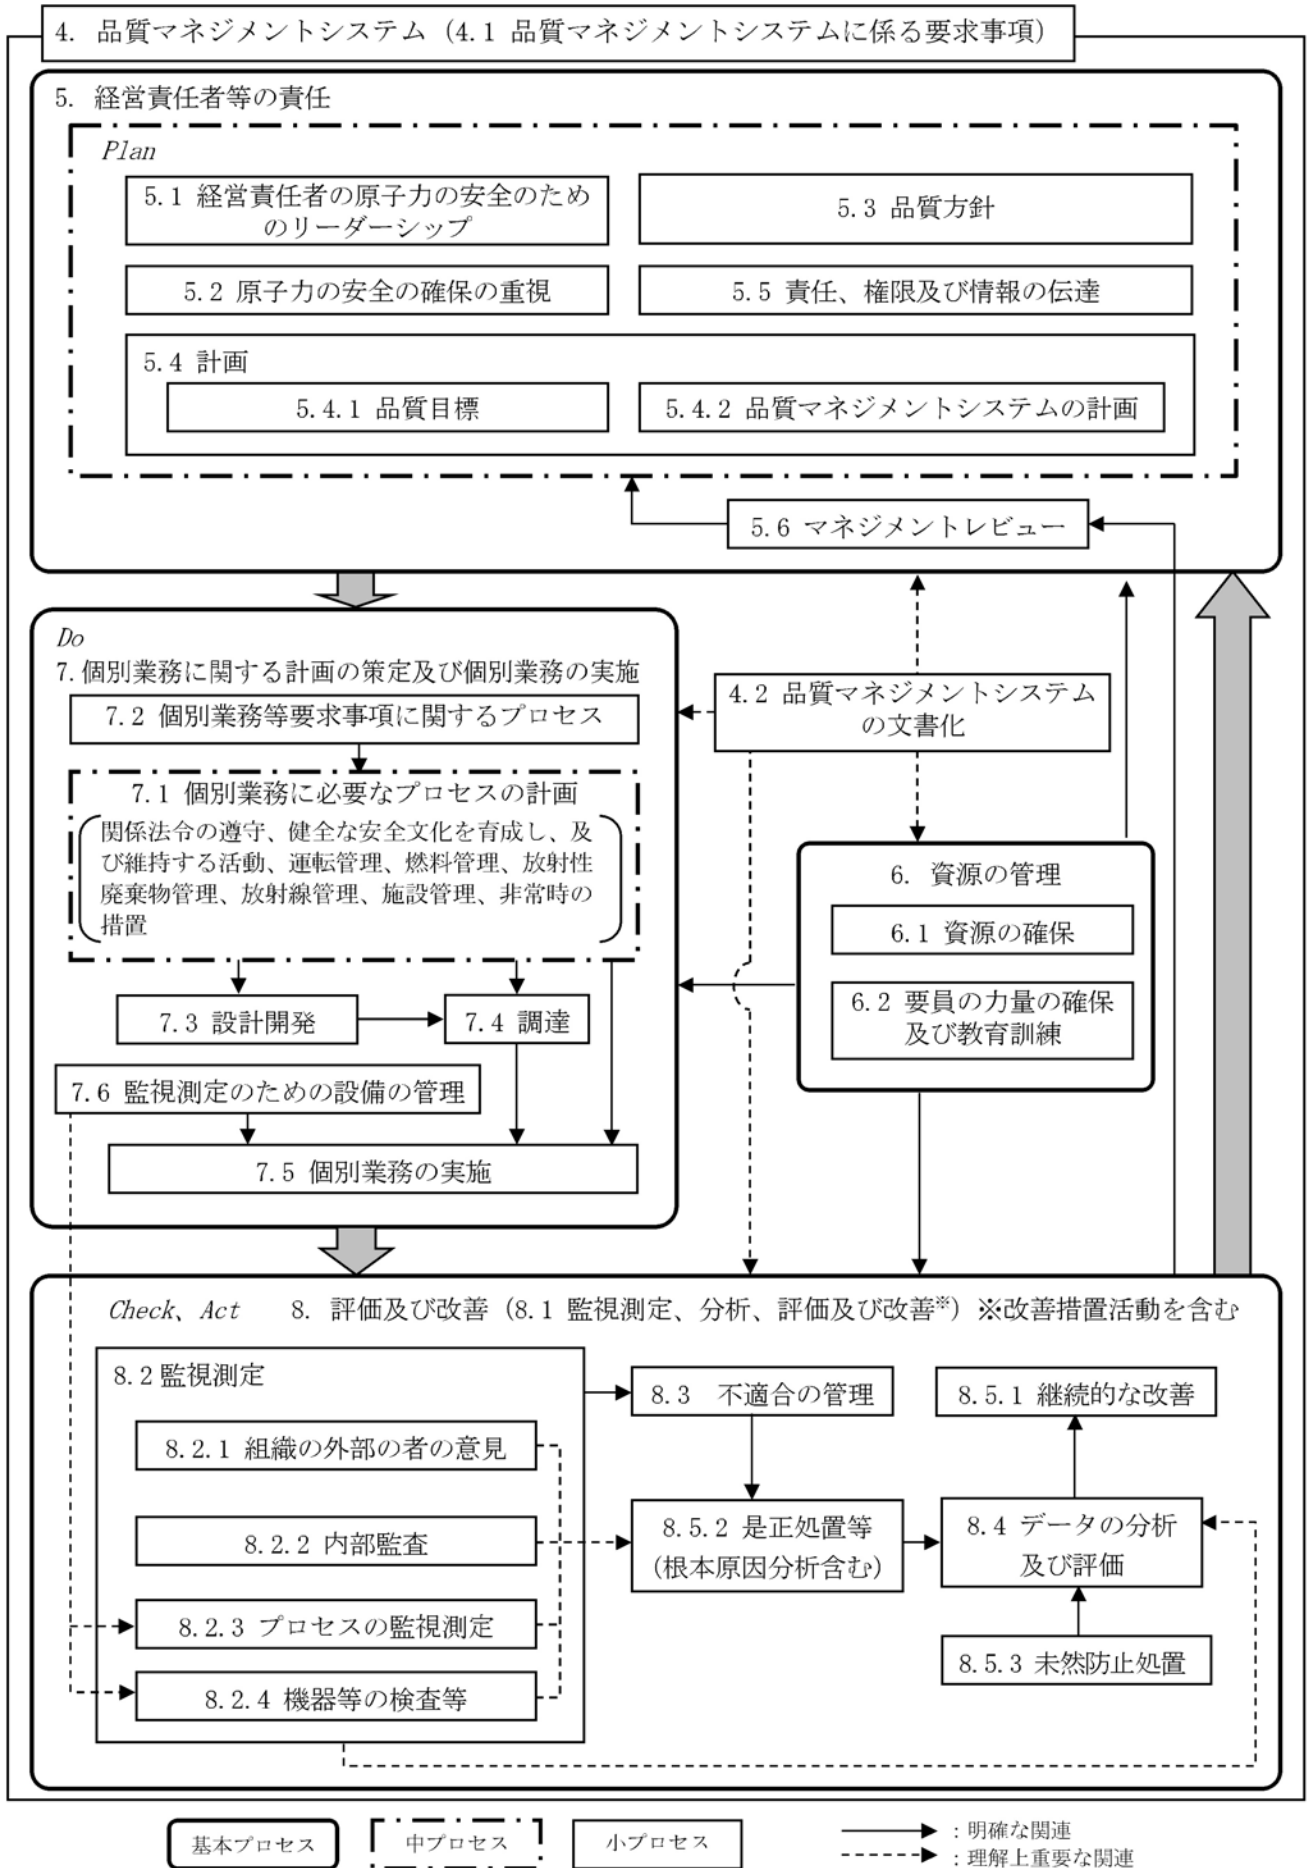 4. 品質マネジメントシステム（4.1 品質マネジメントシステムに係る要求事項）
5. 経営責任者等の責任
Plan
5.1 経営責任者の原子力の安全のため
のリーダーシップ
5.3 品質方針
5.2 原子力の安全の確保の重視
5.5 責任、権限及び情報の伝達
5.4 計画
5.4.1 品質目標
5.4.2 品質マネジメントシステムの計画
5.6 マネジメントレビュー
Do
7.個別業務に関する計画の策定及び個別業務の実施
7.2 個別業務等要求事項に関するプロセス
7.1 個別業務に必要なプロセスの計画
関係法令の遵守、健全な安全文化を育成し、及
び維持する活動、運転管理、燃料管理、放射性
廃棄物管理、放射線管理、施設管理、非常時の
措置
7.3 設計開発
7.4 調達
7.6 監視測定のための設備の管理
7.5 個別業務の実施
4.2 品質マネジメントシステム
の文書化
6. 資源の管理
6.1 資源の確保
6.2 要員の力量の確保
及び教育訓練
Check、Act 8. 評価及び改善（8.1 監視測定、分析、評価及び改善※）※改善措置活動を含む
8.2監視測定
8.2.1 組織の外部の者の意見
8.2.2 内部監査
8.2.3 プロセスの監視測定
8.2.4 機器等の検査等
8.3 不適合の管理
8.5.2 是正処置等
（根本原因分析含む）
8.5.1 継続的な改善
8.4 データの分析
及び評価
8.5.3 未然防止処置
基本プロセス
中プロセス
小プロセス
：明確な関連
：理解上重要な関連